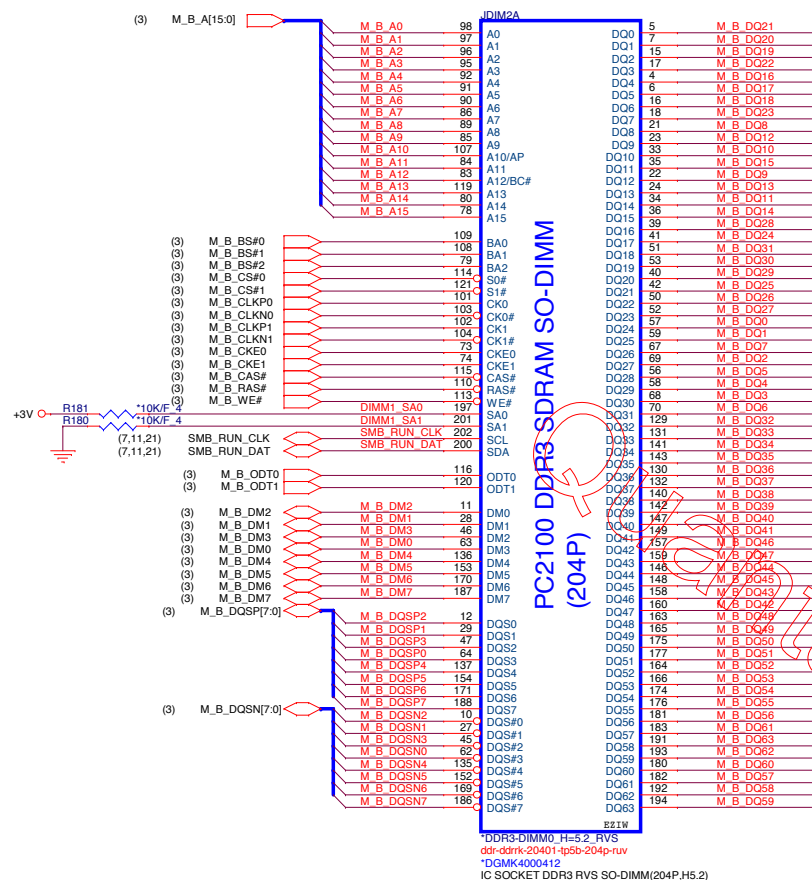 JDIM2A
(3) M_B_A[15:0]
M_B_A0 98 A0
M_B_A1 97 A1
M_B_A2 96 A2
M_B_A3 95 A3
M_B_A4 92 A4
M_B_A5 91 A5
M_B_A6 90 A6
M_B_A7 86 A7
M_B_A8 89 A8
M_B_A9 85 A9
M_B_A10 107 A10/AP
M_B_A11 84 A11
M_B_A12 83 A12/BC#
M_B_A13 119 A13
M_B_A14 80 A14
M_B_A15 78 A15
(3) M_B_BS#0 109 BA0
(3) M_B_BS#1 108 BA1
(3) M_B_BS#2 79 BA2
(3) M_B_CS#0 114 S0#
(3) M_B_CS#1 121 S1#
(3) M_B_CLKP0 101 CK0
(3) M_B_CLKN0 103 CK0#
(3) M_B_CLKP1 102 CK1
(3) M_B_CLKN1 104 CK1#
(3) M_B_CKE0 73 CKE0
(3) M_B_CKE1 74 CKE1
(3) M_B_CAS# 115 CAS#
(3) M_B_RAS# 110 RAS#
(3) M_B_WE# 113 WE#
+3V R181 *10K/F_4 DIMM1_SA0 197 SA0
R180 *10K/F_4 DIMM1_SA1 201 SA1
(7,11,21) SMB_RUN_CLK SMB_RUN_CLK 202 SCL
(7,11,21) SMB_RUN_DAT SMB_RUN_DAT 200 SDA
(3) M_B_ODT0 116 ODT0
(3) M_B_ODT1 120 ODT1
(3) M_B_DM2 M_B_DM2 11 DM0
(3) M_B_DM1 M_B_DM1 28 DM1
(3) M_B_DM3 M_B_DM3 46 DM2
(3) M_B_DM0 M_B_DM0 63 DM3
(3) M_B_DM4 M_B_DM4 136 DM4
(3) M_B_DM5 M_B_DM5 153 DM5
(3) M_B_DM6 M_B_DM6 170 DM6
(3) M_B_DM7 M_B_DM7 187 DM7
(3) M_B_DQSP[7:0]
M_B_DQSP2 12 DQS0
M_B_DQSP1 29 DQS1
M_B_DQSP3 47 DQS2
M_B_DQSP0 64 DQS3
M_B_DQSP4 137 DQS4
M_B_DQSP5 154 DQS5
M_B_DQSP6 171 DQS6
M_B_DQSP7 188 DQS7
(3) M_B_DQSN[7:0]
M_B_DQSN2 10 DQS#0
M_B_DQSN1 27 DQS#1
M_B_DQSN3 45 DQS#2
M_B_DQSN0 62 DQS#3
M_B_DQSN4 135 DQS#4
M_B_DQSN5 152 DQS#5
M_B_DQSN6 169 DQS#6
M_B_DQSN7 186 DQS#7
PC2100 DDR3 SDRAM SO-DIMM
(204P)
DQ0 5 M_B_DQ21
DQ1 7 M_B_DQ20
DQ2 15 M_B_DQ19
DQ3 17 M_B_DQ22
DQ4 4 M_B_DQ16
DQ5 6 M_B_DQ17
DQ6 16 M_B_DQ18
DQ7 18 M_B_DQ23
DQ8 21 M_B_DQ8
DQ9 23 M_B_DQ12
DQ10 33 M_B_DQ10
DQ11 35 M_B_DQ15
DQ12 22 M_B_DQ9
DQ13 24 M_B_DQ13
DQ14 34 M_B_DQ11
DQ15 36 M_B_DQ14
DQ16 39 M_B_DQ28
DQ17 41 M_B_DQ24
DQ18 51 M_B_DQ31
DQ19 53 M_B_DQ30
DQ20 40 M_B_DQ29
DQ21 42 M_B_DQ25
DQ22 50 M_B_DQ26
DQ23 52 M_B_DQ27
DQ24 57 M_B_DQ0
DQ25 59 M_B_DQ1
DQ26 67 M_B_DQ7
DQ27 69 M_B_DQ2
DQ28 56 M_B_DQ5
DQ29 58 M_B_DQ4
DQ30 68 M_B_DQ3
DQ31 70 M_B_DQ6
DQ32 129 M_B_DQ32
DQ33 131 M_B_DQ33
DQ34 141 M_B_DQ34
DQ35 143 M_B_DQ35
DQ36 130 M_B_DQ36
DQ37 132 M_B_DQ37
DQ38 140 M_B_DQ38
DQ39 142 M_B_DQ39
DQ40 147 M_B_DQ40
DQ41 149 M_B_DQ41
DQ42 157 M_B_DQ46
DQ43 159 M_B_DQ47
DQ44 146 M_B_DQ44
DQ45 148 M_B_DQ45
DQ46 158 M_B_DQ43
DQ47 160 M_B_DQ42
DQ48 163 M_B_DQ48
DQ49 165 M_B_DQ49
DQ50 175 M_B_DQ50
DQ51 177 M_B_DQ51
DQ52 164 M_B_DQ52
DQ53 166 M_B_DQ53
DQ54 174 M_B_DQ54
DQ55 176 M_B_DQ55
DQ56 181 M_B_DQ56
DQ57 183 M_B_DQ61
DQ58 191 M_B_DQ63
DQ59 193 M_B_DQ62
DQ60 180 M_B_DQ60
DQ61 182 M_B_DQ57
DQ62 192 M_B_DQ58
DQ63 194 M_B_DQ59
EZIW
*DDR3-DIMM0_H=5.2_RVS
ddr-ddrrk-20401-tp5b-204p-ruv
*DGMK4000412
IC SOCKET DDR3 RVS SO-DIMM(204P,H5.2)